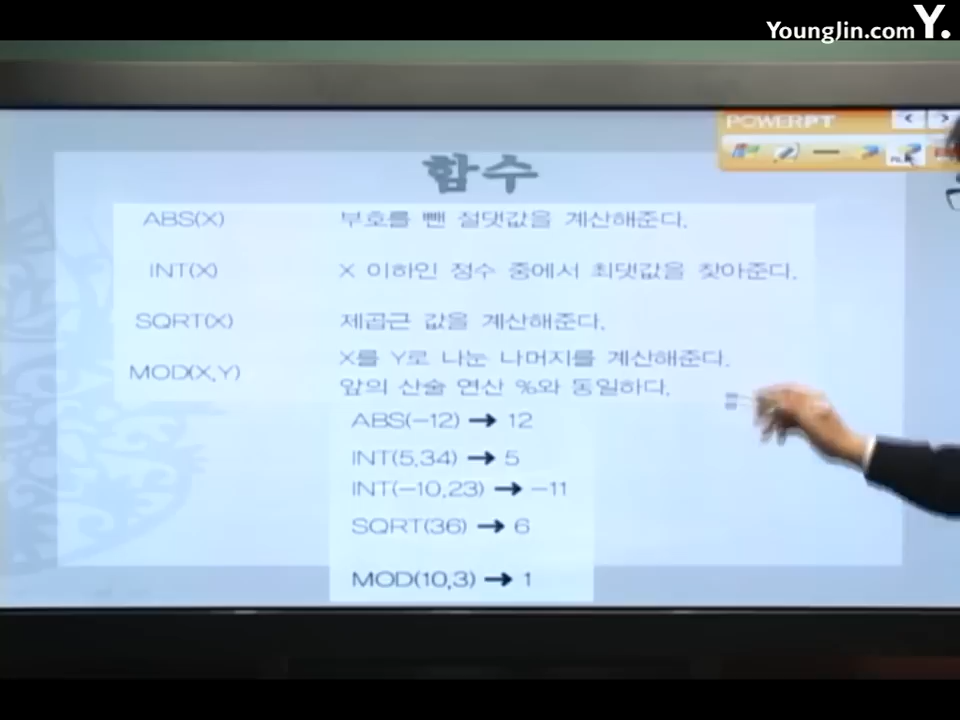 YoungJin.com Y.
POWERPT
함수
ABS(X) 부호를 뺀 절댓값을 계산해준다.
INT(X) X 이하인 정수 중에서 최댓값을 찾아준다.
SQRT(X) 제곱근 값을 계산해준다.
MOD(X,Y) X를 Y로 나눈 나머지를 계산해준다.
앞의 산술 연산 %와 동일하다.
ABS(-12) → 12
INT(5,34) → 5
INT(-10,23) → -11
SQRT(36) → 6
MOD(10,3) → 1